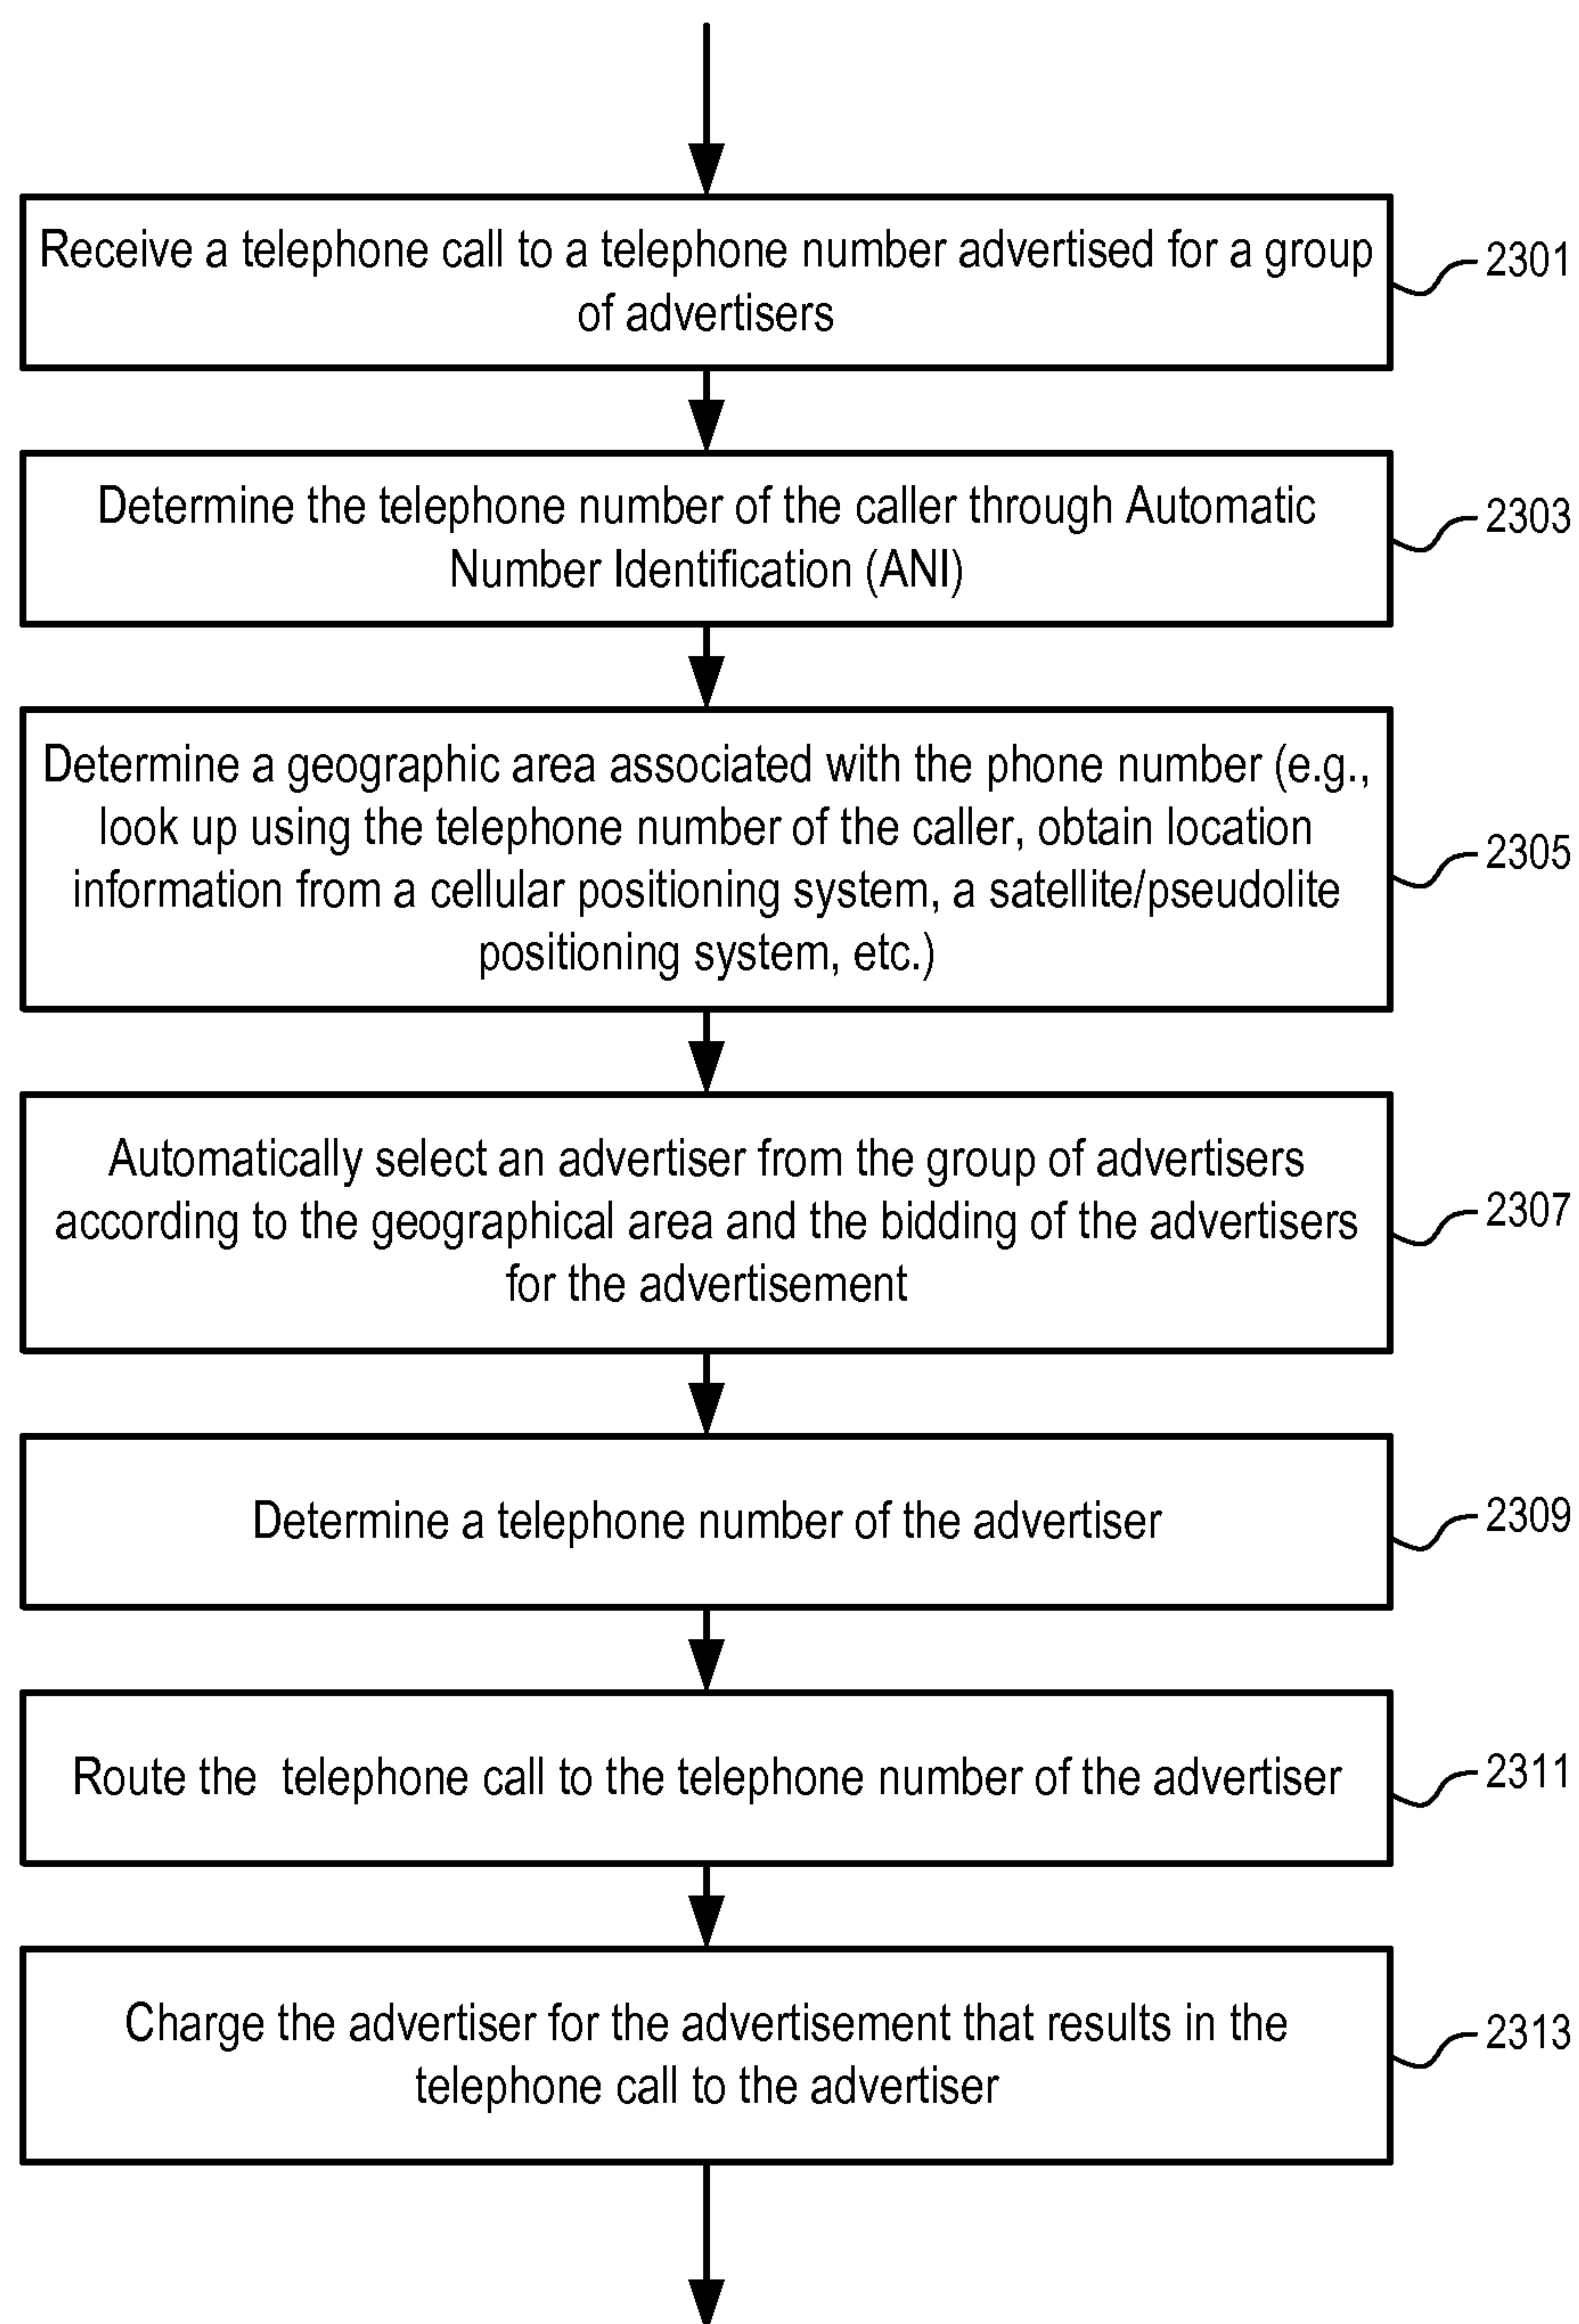 Receive a telephone call to a telephone number advertised for a group
of advertisers
2301
Determine the telephone number of the caller through Automatic
Number Identification (ANI)
2303
Determine a geographic area associated with the phone number (e.g.,
look up using the telephone number of the caller, obtain location
information from a cellular positioning system, a satellite/pseudolite
positioning system, etc.)
2305
Automatically select an advertiser from the group of advertisers
according to the geographical area and the bidding of the advertisers
for the advertisement
2307
Determine a telephone number of the advertiser
2309
Route the  telephone call to the telephone number of the advertiser
2311
Charge the advertiser for the advertisement that results in the
telephone call to the advertiser
2313